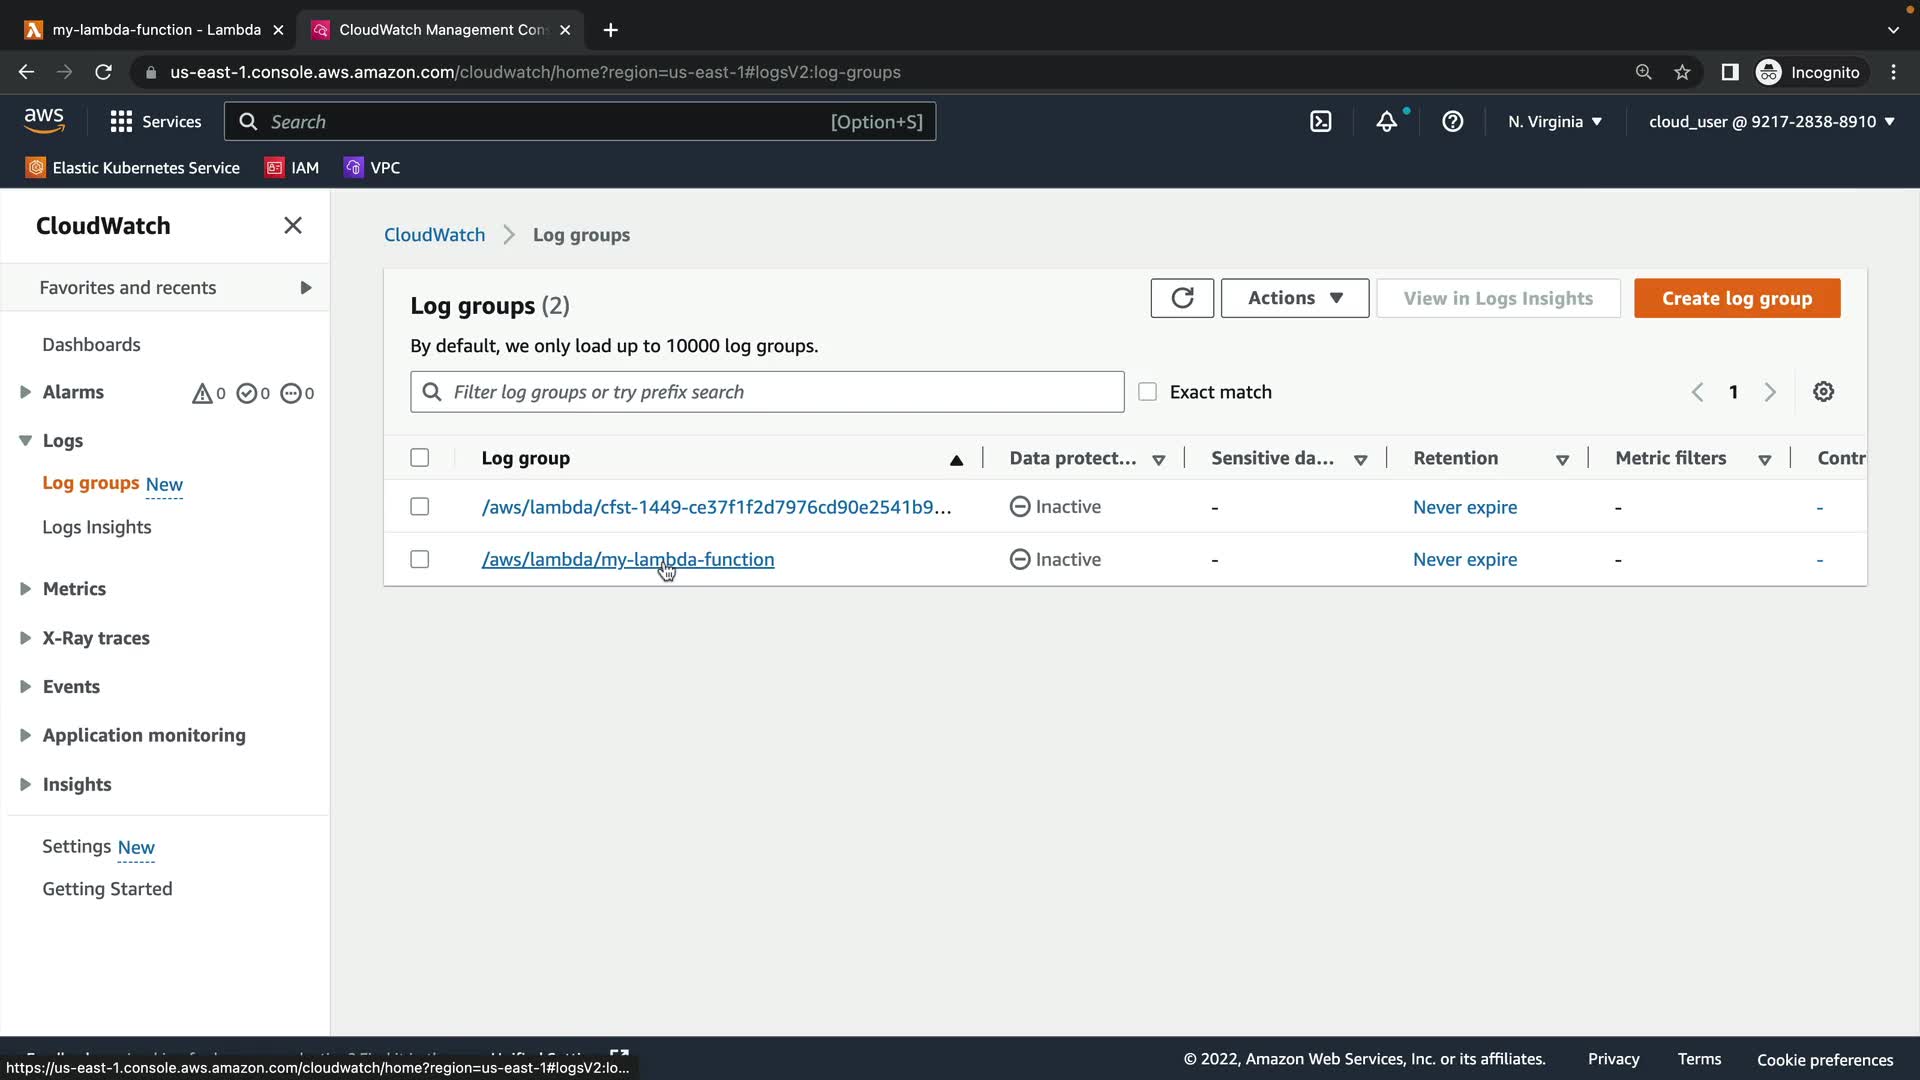 my-lambda-function - Lambda
CloudWatch Management Con
us-east-1.console.aws.amazon.com/cloudwatch/home?region=us-east-1#logsV2:log-groups
Incognito
aws
Services
Search
[Option+S]
N. Virginia
cloud_user @ 9217-2838-8910
Elastic Kubernetes Service
IAM
VPC
CloudWatch
Favorites and recents
Dashboards
Alarms 0 0 0
Logs
Log groups New
Logs Insights
Metrics
X-Ray traces
Events
Application monitoring
Insights
Settings New
Getting Started
CloudWatch > Log groups
Log groups (2)
Actions
View in Logs Insights
Create log group
By default, we only load up to 10000 log groups.
Filter log groups or try prefix search
Exact match
1
Log group Data protect... Sensitive da... Retention Metric filters Contr
/aws/lambda/cfst-1449-ce37f1f2d7976cd90e2541b9... Inactive - Never expire - -
/aws/lambda/my-lambda-function Inactive - Never expire - -
© 2022, Amazon Web Services, Inc. or its affiliates. Privacy Terms Cookie preferences
https://us-east-1.console.aws.amazon.com/cloudwatch/home?region=us-east-1#logsV2:lo...